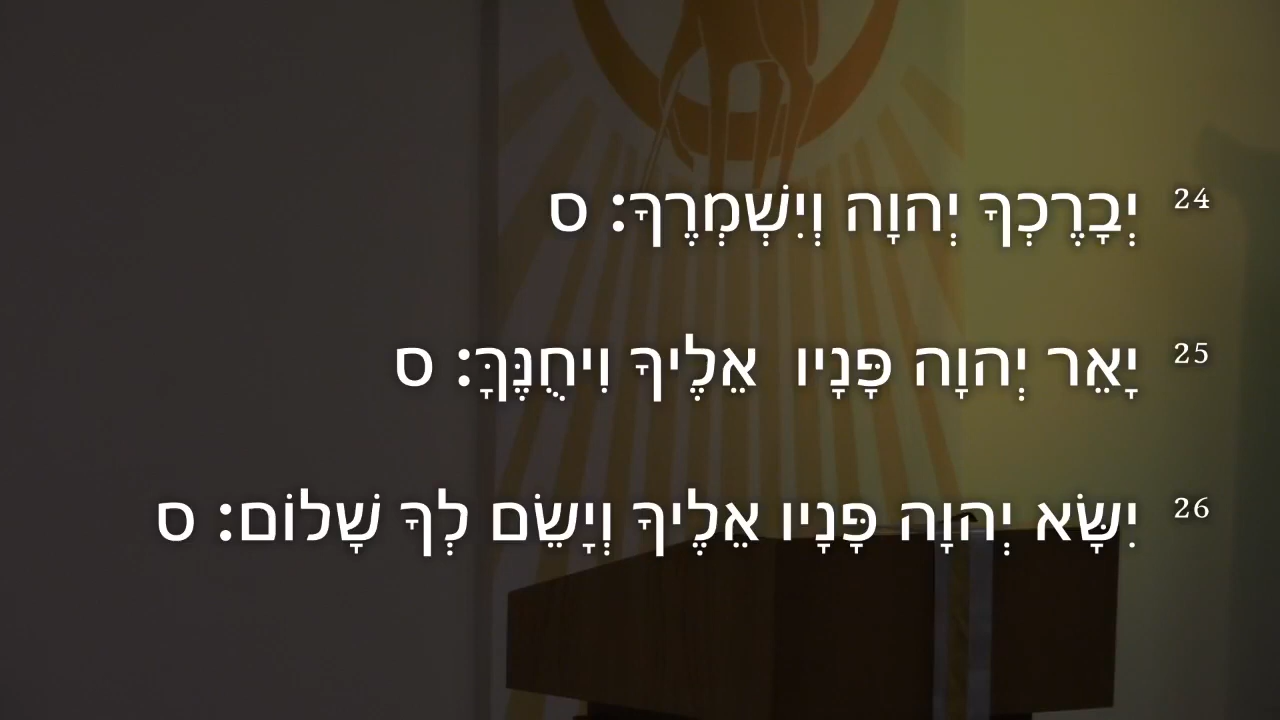 24 יְבָרֶכְךָ יְהוָה וְיִשְׁמְרֶךָ׃ ס
25 יָאֵר יְהוָה פָּנָיו אֵלֶיךָ וִיחֻנֶּךָּ׃ ס
26 יִשָּׂא יְהוָה פָּנָיו אֵלֶיךָ וְיָשֵׂם לְךָ שָׁלוֹם׃ ס